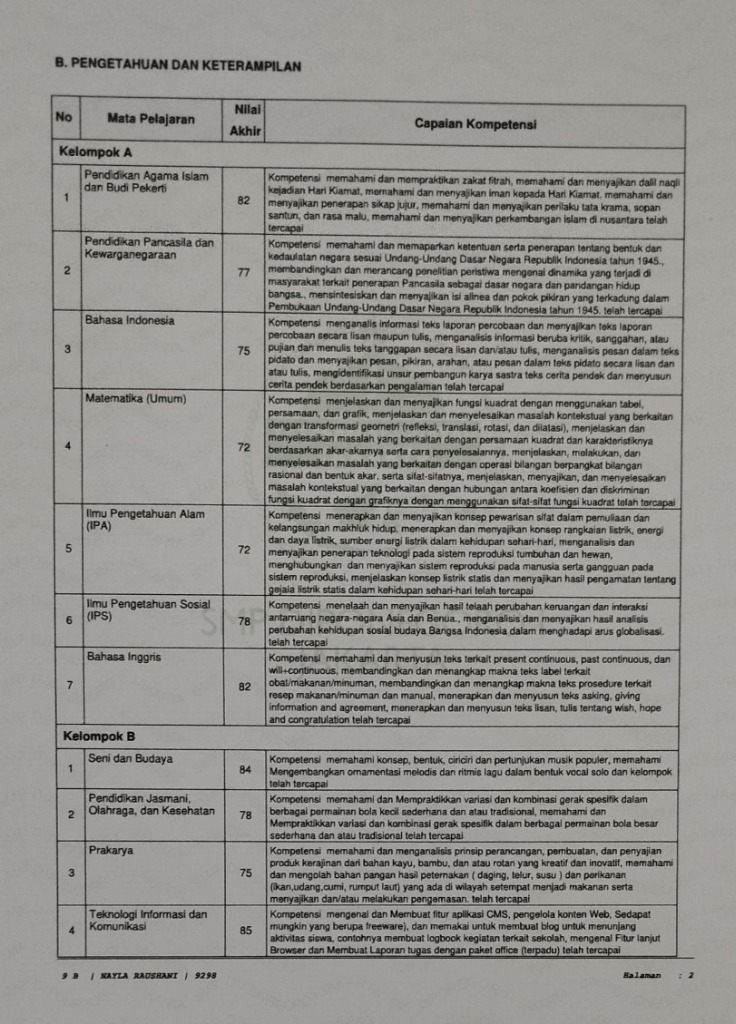 B. PENGETAHUAN DAN KETERAMPILAN
No
Mata Pelajaran
Nilai
Akhir
Capaian Kompetensi
Kelompok A
1
Pendidikan Agama Islam
dan Budi Pekerti
82
Kompetensi memahami dan mempraktikan zakat fitrah, memahami dan menyajikan dalil naqli
kejadian Hari Kiamat, memahami dan menyajikan iman kepada Hari Kiamat, memahami dan
menyajikan penerapan sikap jujur, memahami dan menyajikan perilaku tata krama, sopan
santun, dan rasa malu, memahami dan menyajikan perkembangan islam di nusantara telah
tercapai
2
Pendidikan Pancasila dan
Kewarganegaraan
77
Kompetensi memahami dan memaparkan ketentuan serta penerapan tentang bentuk dan
kedaulatan negara sesuai Undang-Undang Dasar Negara Republik Indonesia tahun 1945.,
membandingkan dan merancang penelitian peristiwa mengenai dinamika yang terjadi di
masyarakat terkait penerapan Pancasila sebagai dasar negara dan pandangan hidup
bangsa., mensintesiskan dan menyajikan isi alinea dan pokok pikiran yang terkadung dalam
Pembukaan Undang-Undang Dasar Negara Republik Indonesia tahun 1945. telah tercapai
3
Bahasa Indonesia
75
Kompetensi menganalis informasi teks laporan percobaan dan menyajikan teks laporan
percobaan secara lisan maupun tulis, menganalisis informasi beruba kritik, sanggahan, atau
pujian dan menulis teks tanggapan secara lisan dan/atau tulis, menganalisis pesan dalam teks
pidato dan menyajikan pesan, pikiran, arahan, atau pesan dalam teks pidato secara lisan dan
atau tulis, mengidentifikasi unsur pembangun karya sastra teks cerita pendek dan menyusun
cerita pendek berdasarkan pengalaman telah tercapai
4
Matematika (Umum)
72
Kompetensi menjelaskan dan menyajikan fungsi kuadrat dengan menggunakan tabel,
persamaan, dan grafik, menjelaskan dan menyelesaikan masalah kontekstual yang berkaitan
dengan transformasi geometri (refleksi, translasi, rotasi, dan dilatasi), menjelaskan dan
menyelesaikan masalah yang berkaitan dengan persamaan kuadrat dan karakteristiknya
berdasarkan akar-akarnya serta cara penyelesalannya, menjelaskan, melakukan, dan
menyelesaikan masalah yang berkaitan dengan operasi bilangan berpangkat bilangan
rasional dan bentuk akar, serta sifat-sifatnya, menjelaskan, menyajikan, dan menyelesaikan
masalah kontekstual yang berkaitan dengan hubungan antara koefisien dan diskriminan
fungsi kuadrat dengan grafiknya dengan menggunakan sifat-sifat fungsi kuadrat telah tercapai
5
Ilmu Pengetahuan Alam
(IPA)
72
Kompetensi menerapkan dan menyajikan konsep pewarisan sifat dalam pemuliaan dan
kelangsungan makhluk hidup, menerapkan dan menyajikan konsep rangkaian listrik, energi
dan daya listrik, sumber energi listrik dalam kehidupan sehari-hari, menganalisis dan
menyajikan penerapan teknologi pada sistem reproduksi tumbuhan dan hewan,
menghubungkan dan menyajikan sistem reproduksi pada manusia serta gangguan pada
sistem reproduksi, menjelaskan konsep listrik statis dan menyajikan hasil pengamatan tentang
gejala listrik statis dalam kehidupan sehari-hari telah tercapai
6
Ilmu Pengetahuan Sosial
(IPS)
78
Kompetensi menelaah dan menyajikan hasil telaah perubahan keruangan dan interaksi
antarruang negara-negara Asia dan Benua., menganalisis dan menyajikan hasil analisis
perubahan kehidupan sosial budaya Bangsa Indonesia dalam menghadapi arus globalisasi.
telah tercapai
SMP
7
Bahasa Inggris
82
Kompetensi memahami dan menyusun teks terkait present continuous, past continuous, dan
will+continuous, membandingkan dan menangkap makna teks label terkait
obat/makanan/minuman, membandingkan dan menangkap makna teks prosedure terkait
resep makanan/minuman dan manual, menerapkan dan menyusun teks asking, giving
information and agreement, menerapkan dan menyusun teks lisan, tulis tentang wish, hope
and congratulation telah tercapai
Kelompok B
1
Seni dan Budaya
84
Kompetensi memahami konsep, bentuk, ciriciri dan pertunjukan musik populer, memahami
Mengembangkan ornamentasi melodis dan ritmis lagu dalam bentuk vocal solo dan kelompok
telah tercapai
2
Pendidikan Jasmani,
Olahraga, dan Kesehatan
78
Kompetensi memahami dan Mempraktikkan variasi dan kombinasi gerak spesifik dalam
berbagai permainan bola kecil sederhana dan atau tradisional, memahami dan
Mempraktikkan variasi dan kombinasi gerak spesifik dalam berbagai permainan bola besar
sederhana dan atau tradisional telah tercapai
3
Prakarya
75
Kompetensi memahami dan menganalisis prinsip perancangan, pembuatan, dan penyajian
produk kerajinan dari bahan kayu, bambu, dan atau rotan yang kreatif dan inovatif, memahami
dan mengolah bahan pangan hasil peternakan ( daging, telur, susu ) dan perikanan
(ikan,udang,cumi, rumput laut) yang ada di wilayah setempat menjadi makanan serta
menyajikan dan/atau melakukan pengemasan. telah tercapai
4
Teknologi Informasi dan
Komunikasi
85
Kompetensi mengenal dan Membuat fitur aplikasi CMS, pengelola konten Web, Sedapat
mungkin yang berupa freeware), dan memakai untuk membuat blog untuk menunjang
aktivitas siswa, contohnya membuat logbook kegiatan terkait sekolah, mengenal Fitur lanjut
Browser dan Membuat Laporan tugas dengan paket office (terpadu) telah tercapai
9 B | NAYLA RAUSHANI | 9298
Halaman : 2